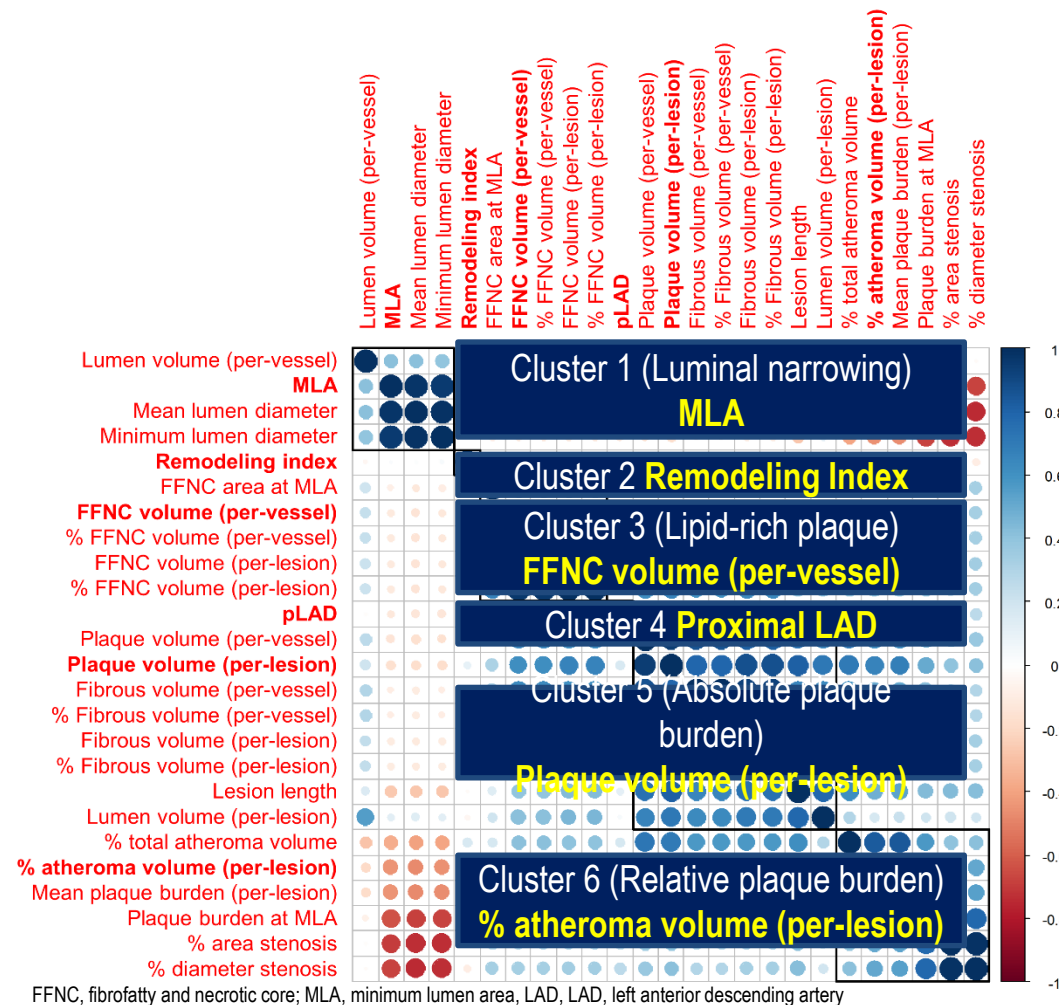 Lumen volume (per-vessel)
MLA
Mean lumen diameter
Minimum lumen diameter
Remodeling index
FFNC area at MLA
FFNC volume (per-vessel)
% FFNC volume (per-vessel)
FFNC volume (per-lesion)
% FFNC volume (per-lesion)
pLAD
Plaque volume (per-vessel)
Plaque volume (per-lesion)
Fibrous volume (per-vessel)
% Fibrous volume (per-vessel)
Fibrous volume (per-lesion)
% Fibrous volume (per-lesion)
Lesion length
Lumen volume (per-lesion)
% total atheroma volume
% atheroma volume (per-lesion)
Mean plaque burden (per-lesion)
Plaque burden at MLA
% area stenosis
% diameter stenosis
Lumen volume (per-vessel)
MLA
Mean lumen diameter
Minimum lumen diameter
Remodeling index
FFNC area at MLA
FFNC volume (per-vessel)
% FFNC volume (per-vessel)
FFNC volume (per-lesion)
% FFNC volume (per-lesion)
pLAD
Plaque volume (per-vessel)
Plaque volume (per-lesion)
Fibrous volume (per-vessel)
% Fibrous volume (per-vessel)
Fibrous volume (per-lesion)
% Fibrous volume (per-lesion)
Lesion length
Lumen volume (per-lesion)
% total atheroma volume
% atheroma volume (per-lesion)
Mean plaque burden (per-lesion)
Plaque burden at MLA
% area stenosis
% diameter stenosis
Cluster 1 (Luminal narrowing)
MLA
Cluster 2 Remodeling Index
Cluster 3 (Lipid-rich plaque)
FFNC volume (per-vessel)
Cluster 4 Proximal LAD
Cluster 5 (Absolute plaque
burden)
Plaque volume (per-lesion)
Cluster 6 (Relative plaque burden)
% atheroma volume (per-lesion)
1
0.8
0.6
0.4
0.2
0
FFNC, fibrofatty and necrotic core; MLA, minimum lumen area, LAD, LAD, left anterior descending artery